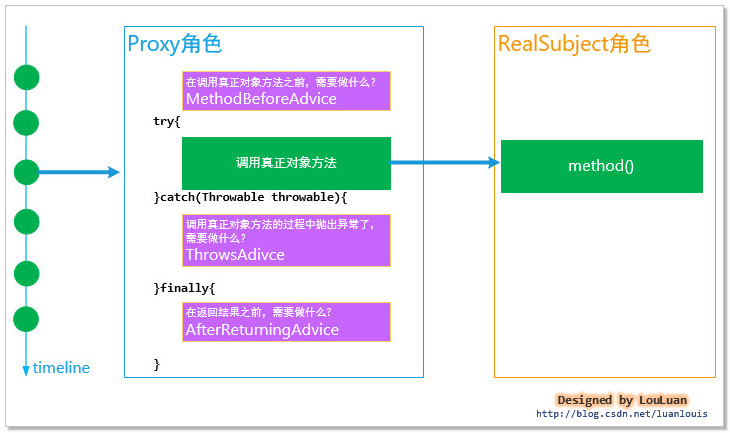 Proxy角色
RealSubject角色
在调用真正对象方法之前，需要做什么?
MethodBeforeAdvice
try{
调用真正对象方法
method()
}catch(Throwable throwable){
调用真正对象方法的过程中抛出异常了，
需要做什么?
ThrowsAdivce
}finally{
在返回结果之前，需要做什么?
AfterReturningAdvice
}
timeline
Designed by LouLuan
http://blog.csdn.net/luanlouis